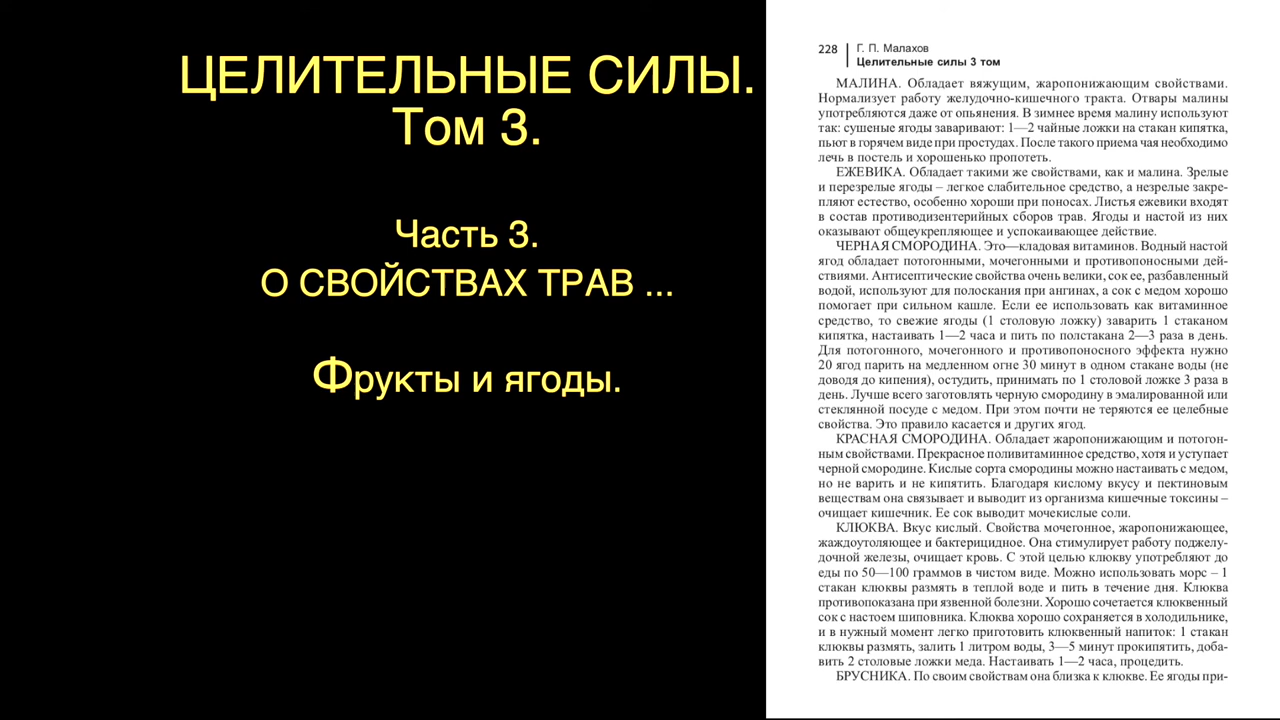 ЦЕЛИТЕЛЬНЫЕ СИЛЫ.
Том 3.
Часть 3.
О СВОЙСТВАХ ТРАВ ...
Фрукты и ягоды.
228 Г. П. Малахов
Целительные силы 3 том
МАЛИНА. Обладает вяжущим, жаропонижающим свойствами.
Нормализует работу желудочно-кишечного тракта. Отвары малины
употребляются даже от опьянения. В зимнее время малину используют
так: сушеные ягоды заваривают: 1—2 чайные ложки на стакан кипятка,
пьют в горячем виде при простудах. После такого приема чая необходимо
лечь в постель и хорошенько пропотеть.
ЕЖЕВИКА. Обладает такими же свойствами, как и малина. Зрелые
и перезрелые ягоды – легкое слабительное средство, а незрелые закре-
пляют естество, особенно хороши при поносах. Листья ежевики входят
в состав противодизентерийных сборов трав. Ягоды и настой из них
оказывают общеукрепляющее и успокаивающее действие.
ЧЕРНАЯ СМОРОДИНА. Это—кладовая витаминов. Водный настой
ягод обладает потогонными, мочегонными и противопоносными дей-
ствиями. Антисептические свойства очень велики, сок ее, разбавленный
водой, используют для полоскания при ангинах, а сок с медом хорошо
помогает при сильном кашле. Если ее использовать как витаминное
средство, то свежие ягоды (1 столовую ложку) заварить 1 стаканом
кипятка, настаивать 1—2 часа и пить по полстакана 2—3 раза в день.
Для потогонного, мочегонного и противопоносного эффекта нужно
20 ягод парить на медленном огне 30 минут в одном стакане воды (не
доводя до кипения), остудить, принимать по 1 столовой ложке 3 раза в
день. Лучше всего заготовлять черную смородину в эмалированной или
стеклянной посуде с медом. При этом почти не теряются ее целебные
свойства. Это правило касается и других ягод.
КРАСНАЯ СМОРОДИНА. Обладает жаропонижающим и потогон-
ным свойствами. Прекрасное поливитаминное средство, хотя и уступает
черной смородине. Кислые сорта смородины можно настаивать с медом,
но не варить и не кипятить. Благодаря кислому вкусу и пектиновым
веществам она связывает и выводит из организма кишечные токсины –
очищает кишечник. Ее сок выводит мочекислые соли.
КЛЮКВА. Вкус кислый. Свойства мочегонное, жаропонижающее,
жаждоутоляющее и бактерицидное. Она стимулирует работу поджелу-
дочной железы, очищает кровь. С этой целью клюкву употребляют до
еды по 50—100 граммов в чистом виде. Можно использовать морс – 1
стакан клюквы размять в теплой воде и пить в течение дня. Клюква
противопоказана при язвенной болезни. Хорошо сочетается клюквенный
сок с настоем шиповника. Клюква хорошо сохраняется в холодильнике,
и в нужный момент легко приготовить клюквенный напиток: 1 стакан
клюквы размять, залить 1 литром воды, 3—5 минут прокипятить, доба-
вить 2 столовые ложки меда. Настаивать 1—2 часа, процедить.
БРУСНИКА. По своим свойствам она близка к клюкве. Ее ягоды при-